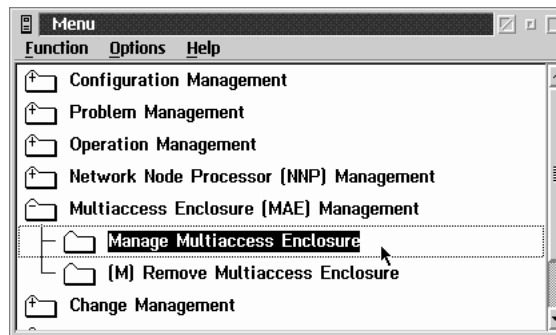 Menu
Function Options Help
Configuration Management
Problem Management
Operation Management
Network Node Processor (NNP) Management
Multiaccess Enclosure (MAE) Management
Manage Multiaccess Enclosure
(M) Remove Multiaccess Enclosure
Change Management